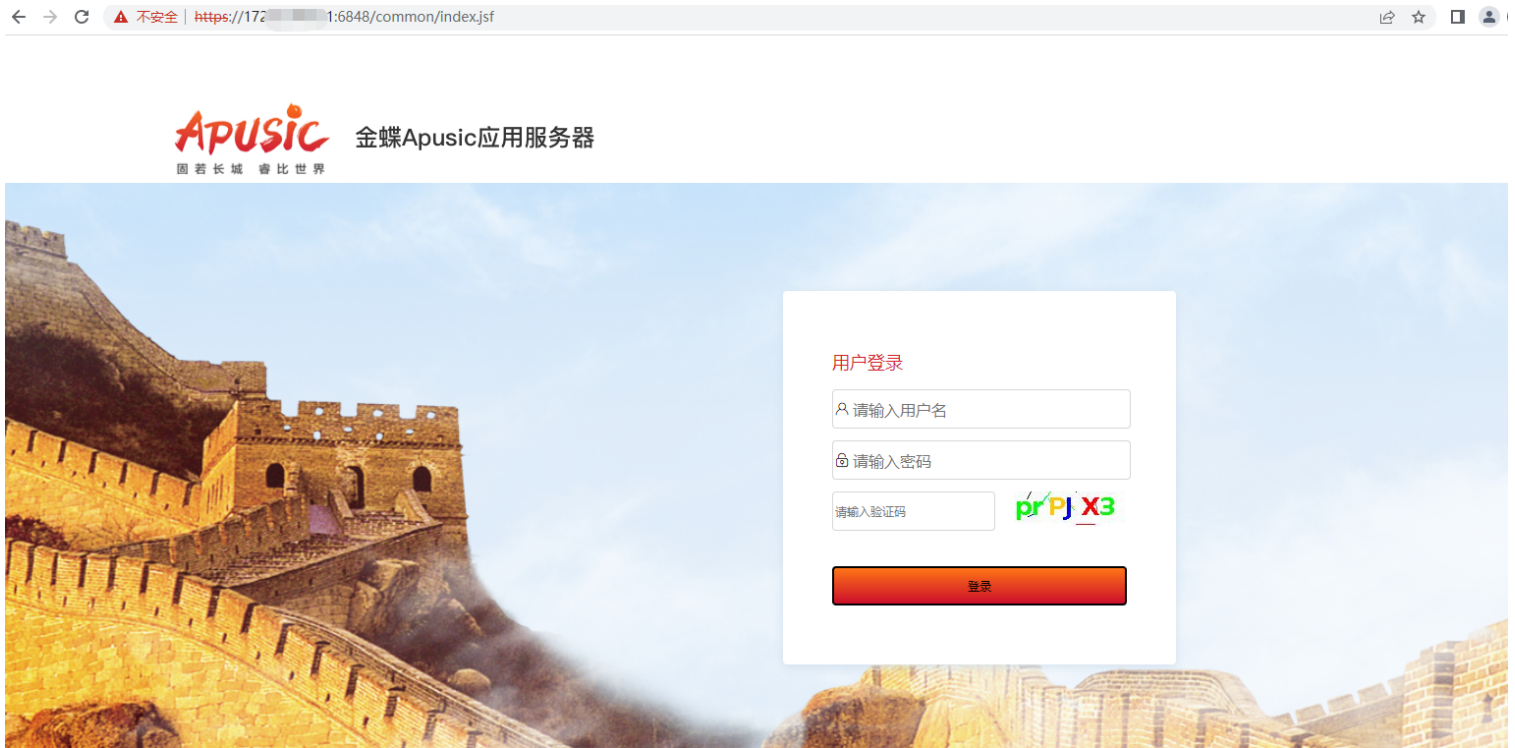 不安全 | https://172 1:6848/common/index.jsf
APUSIC 金蝶Apusic应用服务器
固若长城 睿比世界
用户登录
请输入用户名
请输入密码
请输入验证码 prPJX3
登录